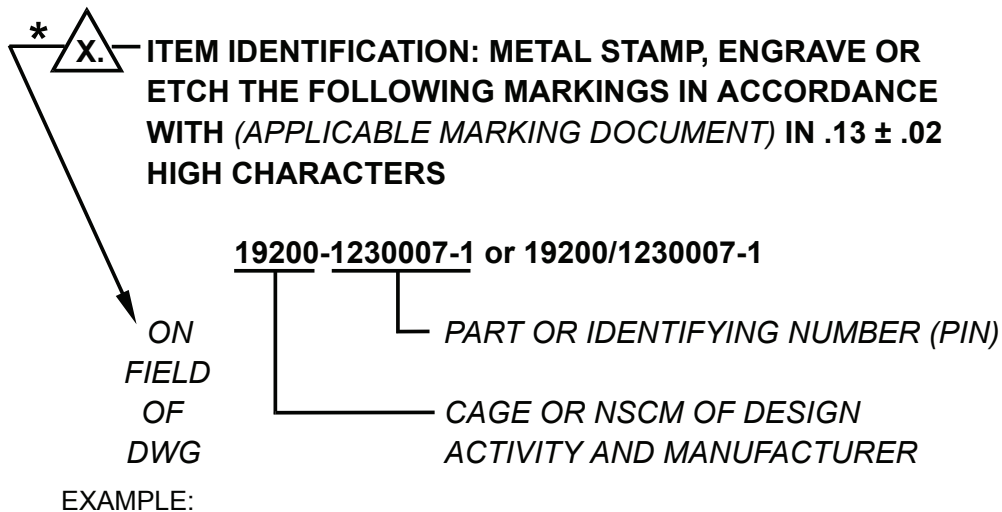 * X. ITEM IDENTIFICATION: METAL STAMP, ENGRAVE OR
ETCH THE FOLLOWING MARKINGS IN ACCORDANCE
WITH (APPLICABLE MARKING DOCUMENT) IN .13 ± .02
HIGH CHARACTERS
19200-1230007-1 or 19200/1230007-1
ON
FIELD
OF
DWG
PART OR IDENTIFYING NUMBER (PIN)
CAGE OR NSCM OF DESIGN
ACTIVITY AND MANUFACTURER
EXAMPLE: